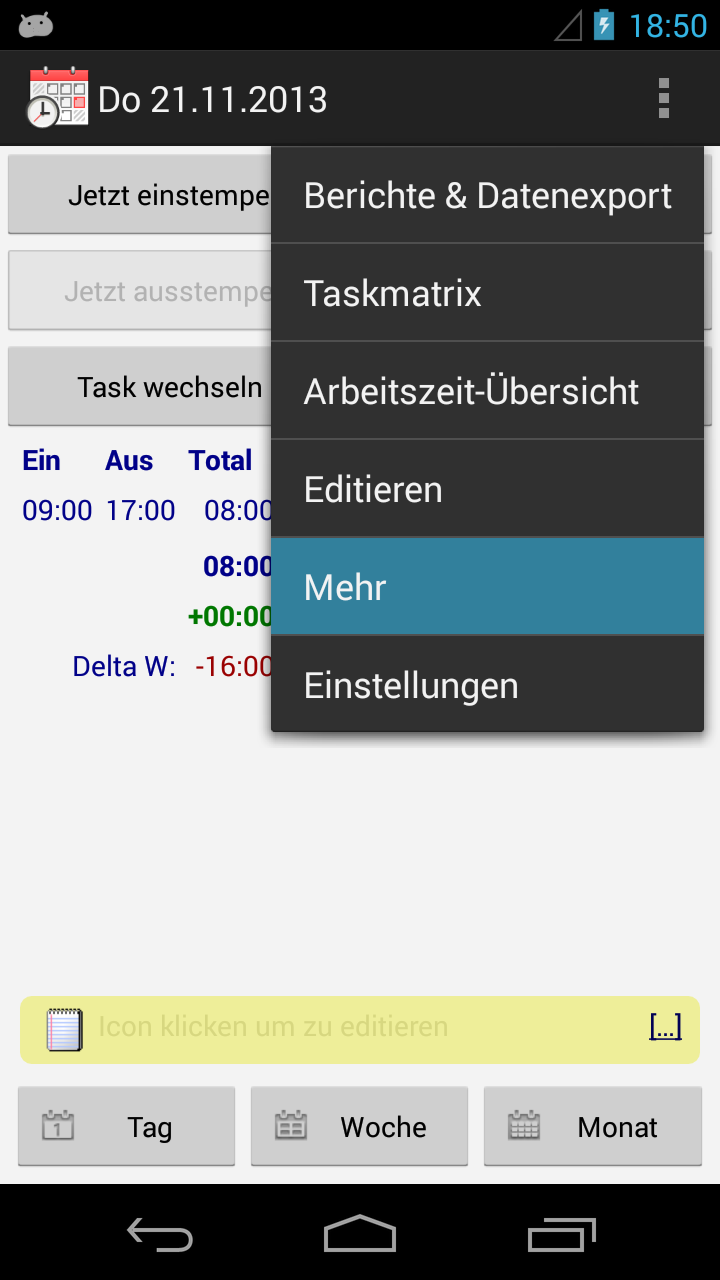 18:50
Do 21.11.2013
Jetzt einstempe
Jetzt ausstempe
Task wechseln
Berichte & Datenexport
Taskmatrix
Arbeitszeit-Übersicht
Editieren
Mehr
Einstellungen
Ein Aus Total
09:00 17:00 08:00
08:00
+00:00
Delta W: -16:00
Icon klicken um zu editieren [...]
1 Tag Woche Monat